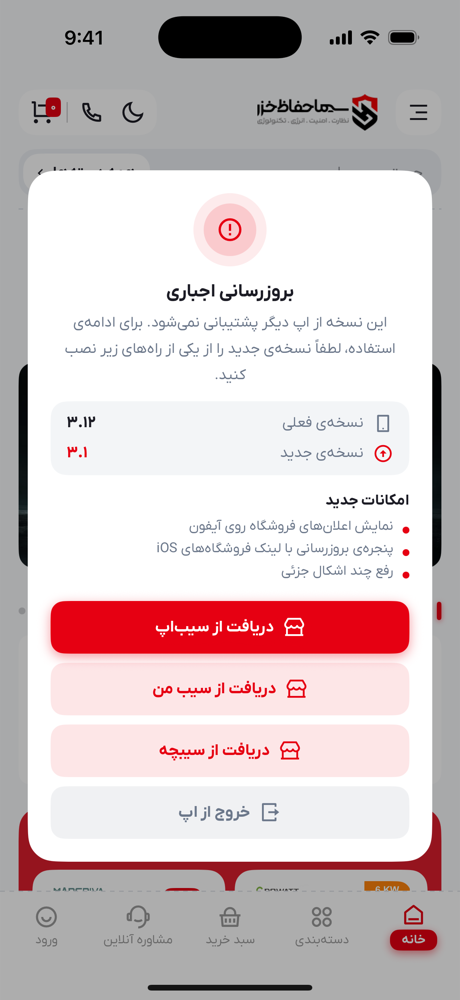 9:41
سهاحفاظ‌خزر
نظارت . امنیت . انرژی . تکنولوژی
بروزرسانی اجباری
این نسخه از اپ دیگر پشتیبانی نمی‌شود. برای ادامه‌ی
استفاده، لطفاً نسخه‌ی جدید را از یکی از راه‌های زیر نصب
کنید.
نسخه‌ی فعلی ۳.۱۲
نسخه‌ی جدید ۳.۱
امکانات جدید
نمایش اعلان‌های فروشگاه روی آیفون
پنجره‌ی بروزرسانی با لینک فروشگاه‌های iOS
رفع چند اشکال جزئی
دریافت از سیب‌اپ
دریافت از سیب من
دریافت از سیبچه
خروج از اپ
6 KW
خانه
دسته‌بندی
سبد خرید
مشاوره آنلاین
ورود